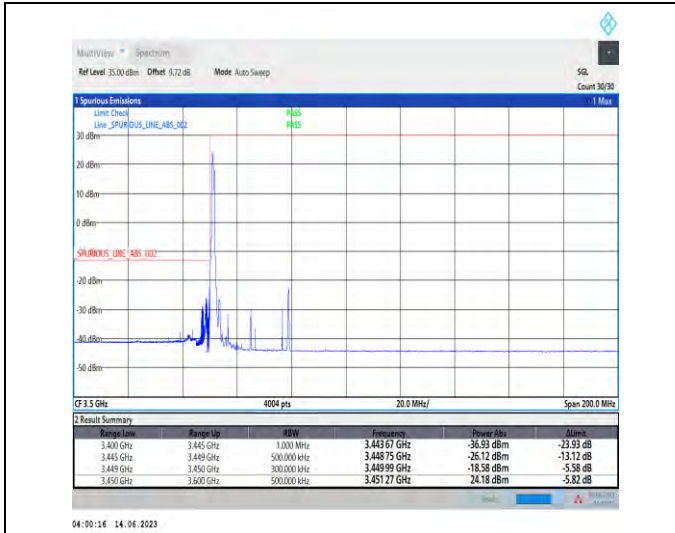 MultiView Spectrum
Ref Level 35.00 dBm Offset 9.72 dB Mode Auto Sweep SGL
Count 30/30
1 Spurious Emissions 1 Max
Limit Check PASS
Line _SPURIOUS_LINE_ABS_002 PASS
30 dBm
20 dBm
10 dBm
0 dBm
_SPURIOUS_LINE_ABS_002
-20 dBm
-30 dBm
-40 dBm
-50 dBm
CF 3.5 GHz 4004 pts 20.0 MHz/ Span 200.0 MHz
2 Result Summary
Range Low Range Up RBW Frequency Power Abs ΔLimit
3.400 GHz 3.445 GHz 1.000 MHz 3.443 67 GHz -36.93 dBm -23.93 dB
3.445 GHz 3.449 GHz 500.000 kHz 3.448 75 GHz -26.12 dBm -13.12 dB
3.449 GHz 3.450 GHz 300.000 kHz 3.449 99 GHz -18.58 dBm -5.58 dB
3.450 GHz 3.600 GHz 500.000 kHz 3.451 27 GHz 24.18 dBm -5.82 dB
04:00:16 14.06.2023